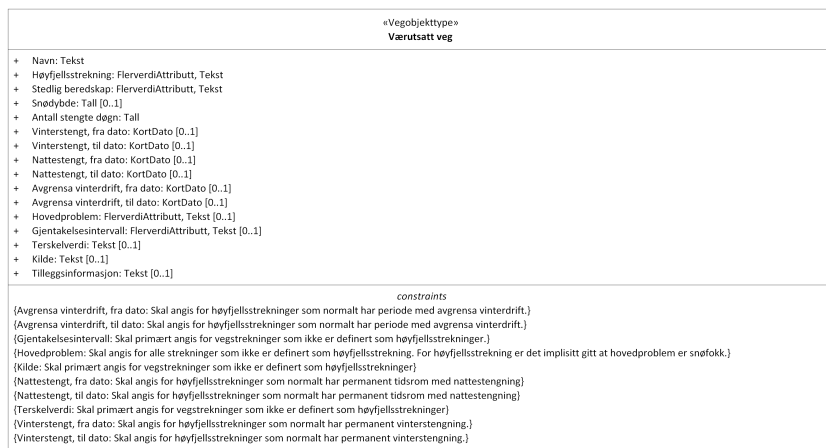 «Vegobjekttype»
Værutsatt veg
+ Navn: Tekst
+ Høyfjellsstrekning: FlerverdiAttributt, Tekst
+ Stedlig beredskap: FlerverdiAttributt, Tekst
+ Snødybde: Tall [0..1]
+ Antall stengte døgn: Tall
+ Vinterstengt, fra dato: KortDato [0..1]
+ Vinterstengt, til dato: KortDato [0..1]
+ Nattestengt, fra dato: KortDato [0..1]
+ Nattestengt, til dato: KortDato [0..1]
+ Avgrensa vinterdrift, fra dato: KortDato [0..1]
+ Avgrensa vinterdrift, til dato: KortDato [0..1]
+ Hovedproblem: FlerverdiAttributt, Tekst [0..1]
+ Gjentakelsesintervall: FlerverdiAttributt, Tekst [0..1]
+ Terskelverdi: Tekst [0..1]
+ Kilde: Tekst [0..1]
+ Tilleggsinformasjon: Tekst [0..1]
constraints
{Avgrensa vinterdrift, fra dato: Skal angis for høyfjellsstrekninger som normalt har periode med avgrensa vinterdrift.}
{Avgrensa vinterdrift, til dato: Skal angis for høyfjellsstrekninger som normalt har periode med avgrensa vinterdrift.}
{Gjentakelsesintervall: Skal primært angis for vegstrekninger som ikke er definert som høyfjellsstrekninger.}
{Hovedproblem: Skal angis for alle strekninger som ikke er definert som høyfjellsstrekning. For høyfjellsstrekning er det implisitt gitt at hovedproblem er snøfokk.}
{Kilde: Skal primært angis for vegstrekninger som ikke er definert som høyfjellsstrekninger}
{Nattestengt, fra dato: Skal angis for høyfjellsstrekninger som normalt har permanent tidsrom med nattestengning}
{Nattestengt, til dato: Skal angis for høyfjellsstrekninger som normalt har permanent tidsrom med nattestengning}
{Terskelverdi: Skal primært angis for vegstrekninger som ikke er definert som høyfjellsstrekninger}
{Vinterstengt, fra dato: Skal angis for høyfjellsstrekninger som normalt har permanent vinterstengning.}
{Vinterstengt, til dato: Skal angis for høyfjellsstrekninger som normalt har permanent vinterstengning.}